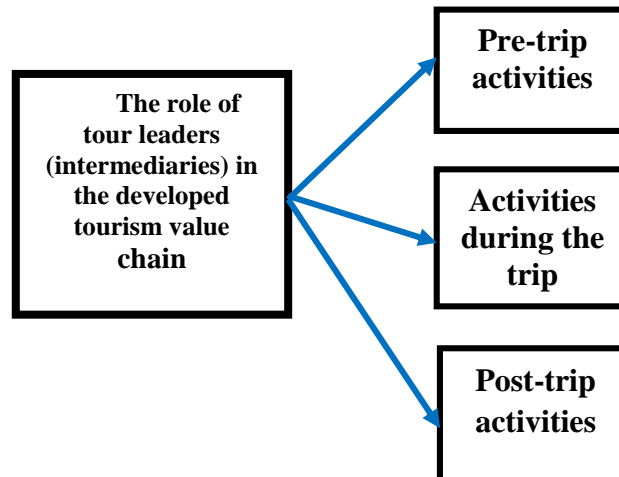 The role of
tour leaders
(intermediaries) in
the developed
tourism value
chain
Pre-trip
activities
Activities
during the
trip
Post-trip
activities